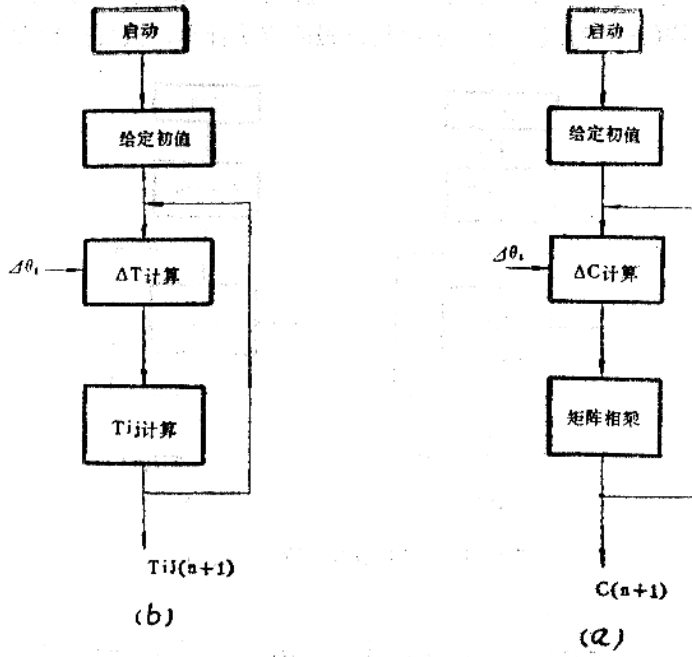 启动
给定初值
Δθ₁
ΔT计算
Tij计算
TiJ(n+1)
(b)
启动
给定初值
Δθ₁
ΔC计算
矩阵相乘
C(n+1)
(a)